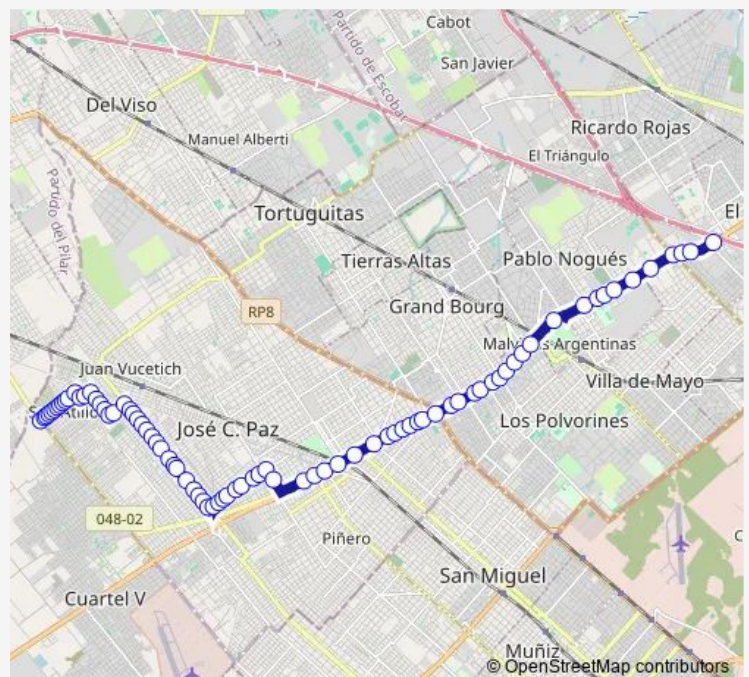 Cabot
Partido de Escobar
San Javier
Del Viso
Ricardo Rojas
Manuel Alberti
El Triángulo
Partido del Pilar
Tortuguitas
El
Tierras Altas
Pablo Nogués
Grand Bourg
RP8
Malvinas Argentinas
Juan Vucetich
Villa de Mayo
José C. Paz
Los Polvorines
048-02
Piñero
San Miguel
Cuartel V
Muñiz
© OpenStreetMap contributors